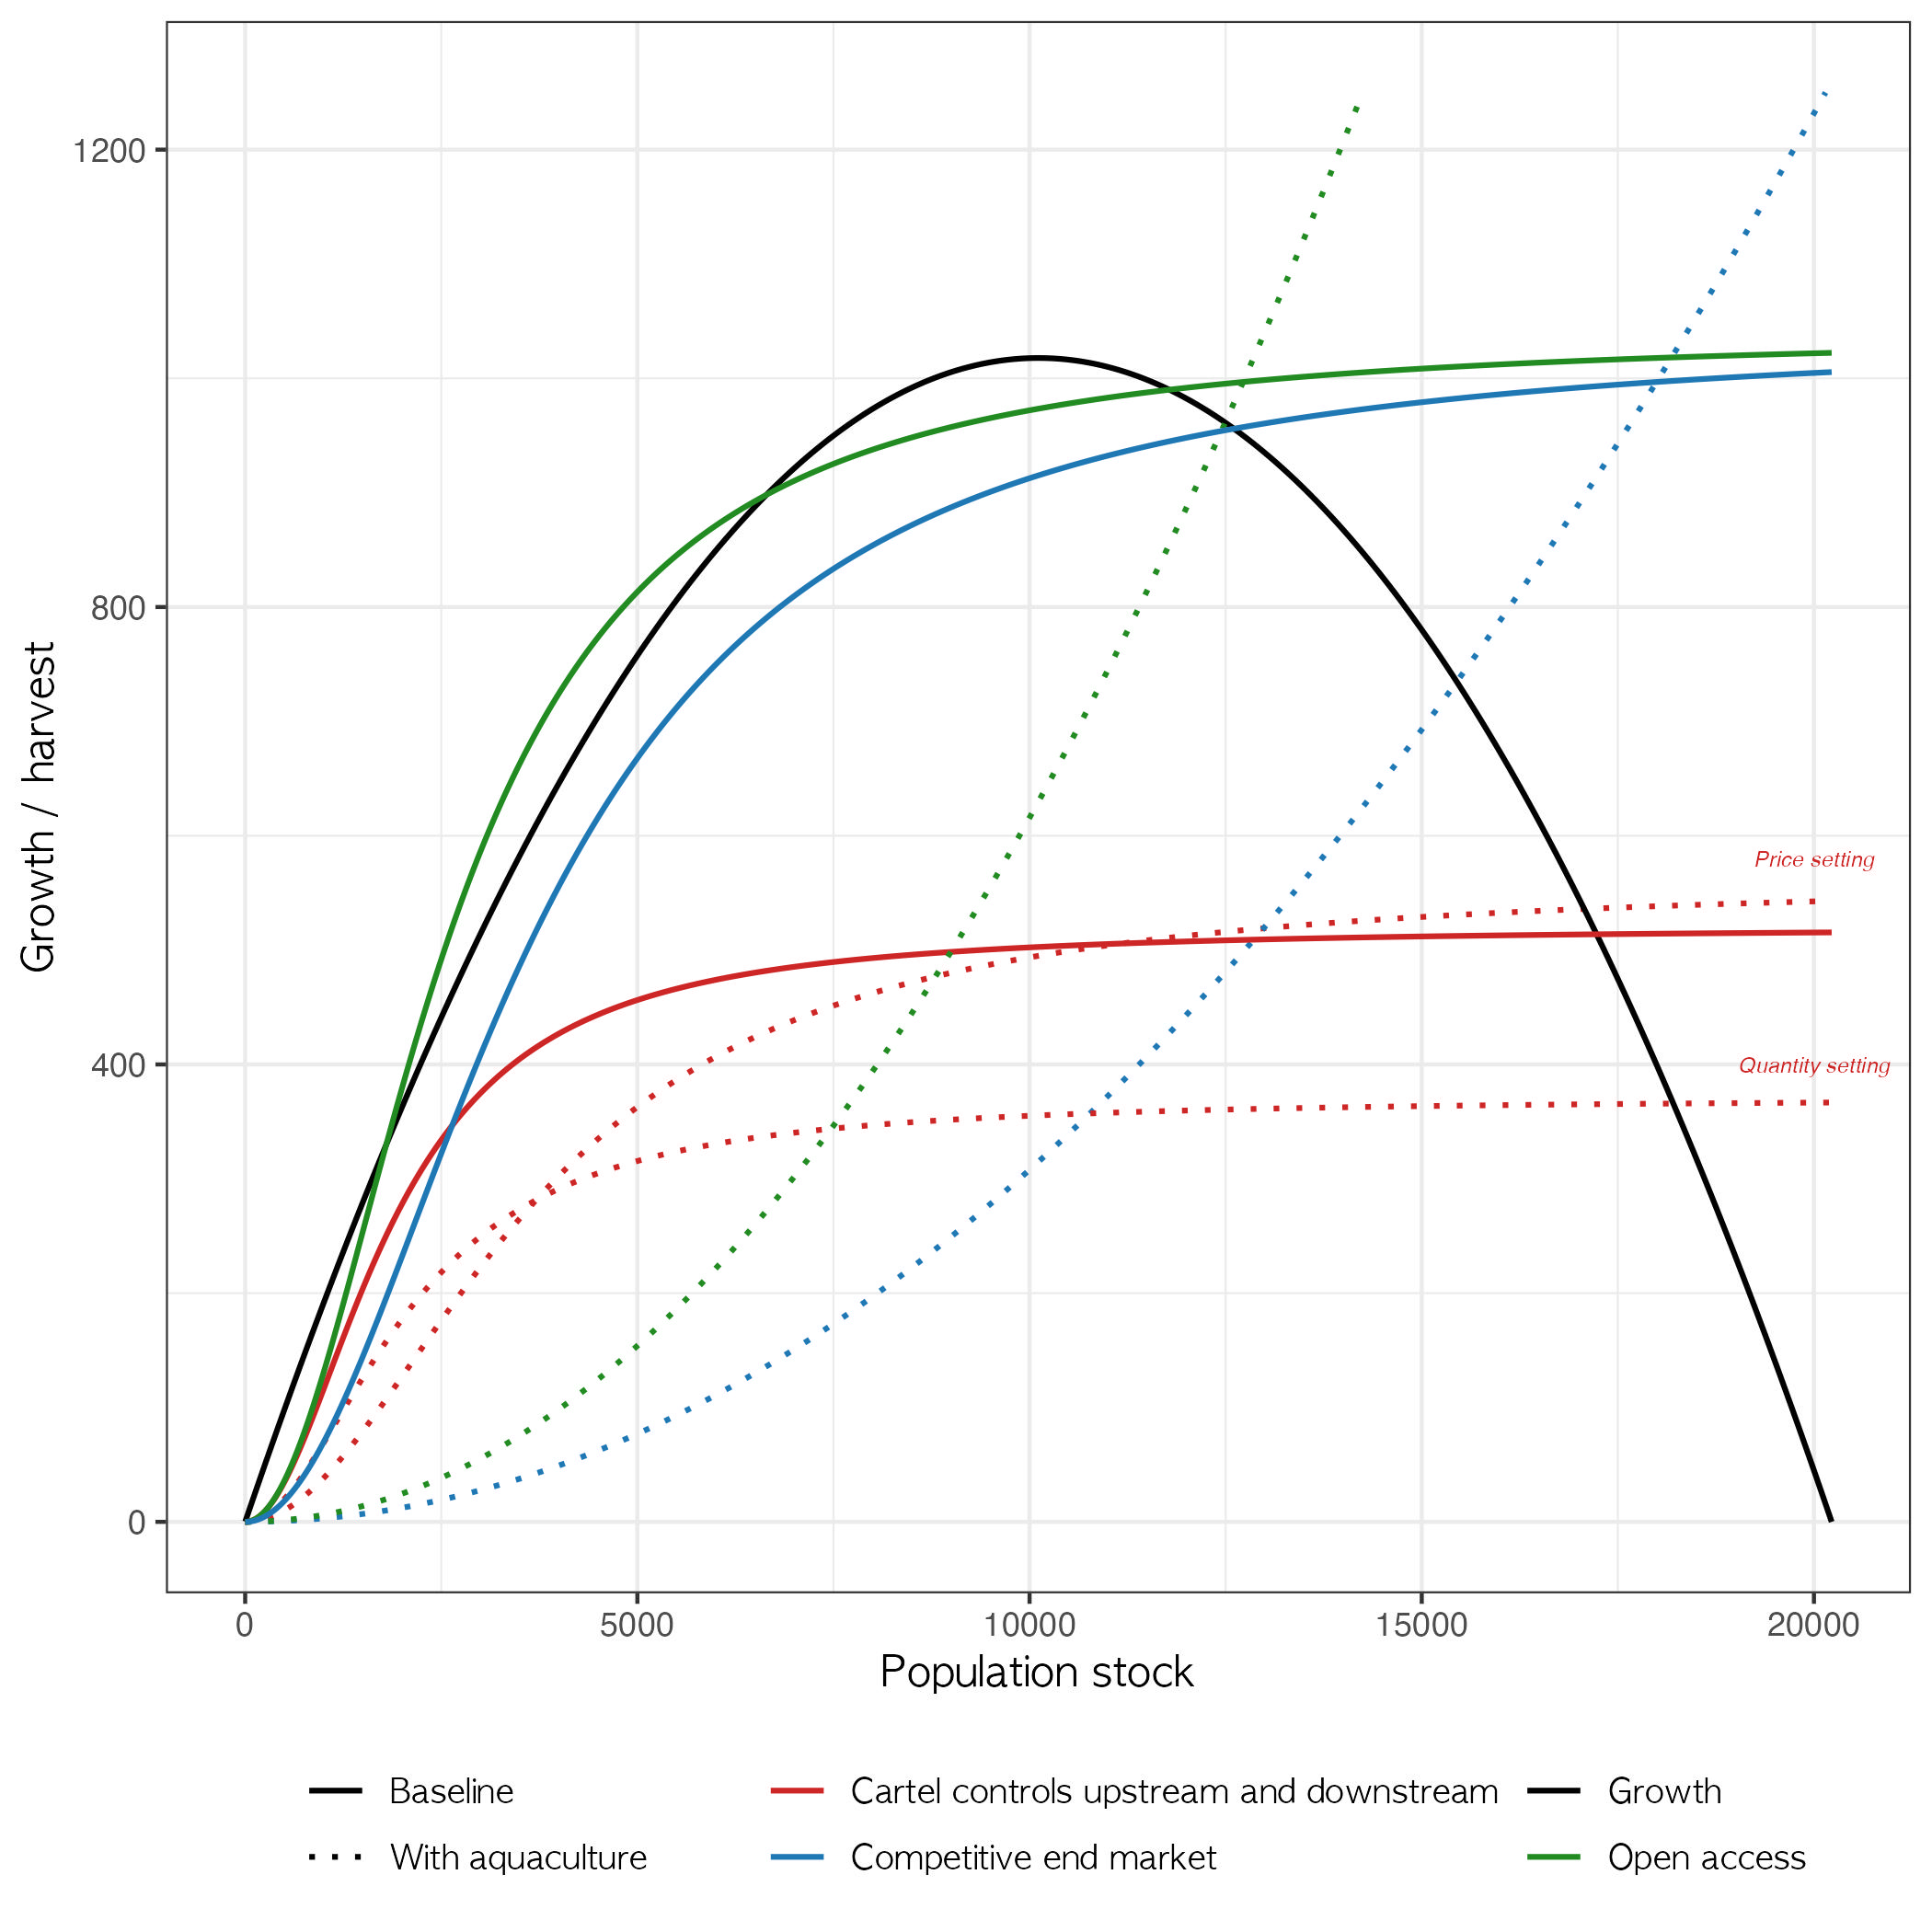 Growth / harvest
1200
800
400
0
Price setting
Quantity setting
0 5000 10000 15000 20000
Population stock
Baseline Cartel controls upstream and downstream Growth
With aquaculture Competitive end market Open access